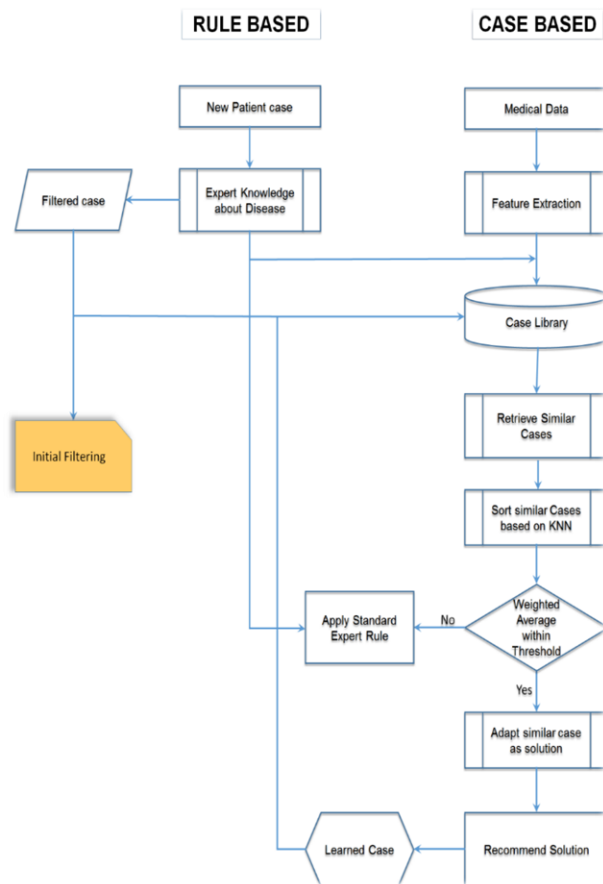 RULE BASED
CASE BASED
New Patient case
Medical Data
Filtered case
Expert Knowledge
about Disease
Feature Extraction
Case Library
Initial Filtering
Retrieve Similar
Cases
Sort similar Cases
based on KNN
Apply Standard
Expert Rule
No
Weighted
Average
within
Threshold
Yes
Adapt similar case
as solution
Learned Case
Recommend Solution